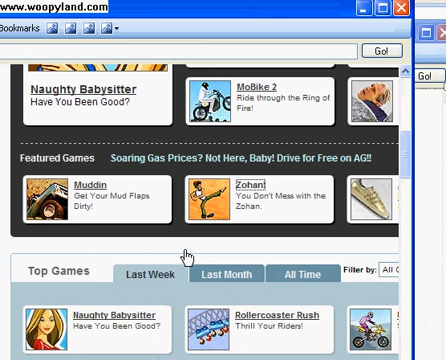 www.woopyland.com
Bookmarks
Go!
Go!
Naughty Babysitter
Have You Been Good?
MoBike 2
Ride through the Ring of
Fire!
Featured Games Soaring Gas Prices? Not Here, Baby! Drive for Free on AG!!
Muddin
Get Your Mud Flaps
Dirty!
Zohan!
You Don't Mess with the
Zohan.
Top Games
Last Week
Last Month
All Time
Filter by:
Naughty Babysitter
Have You Been Good?
Rollercoaster Rush
Thrill Your Riders!